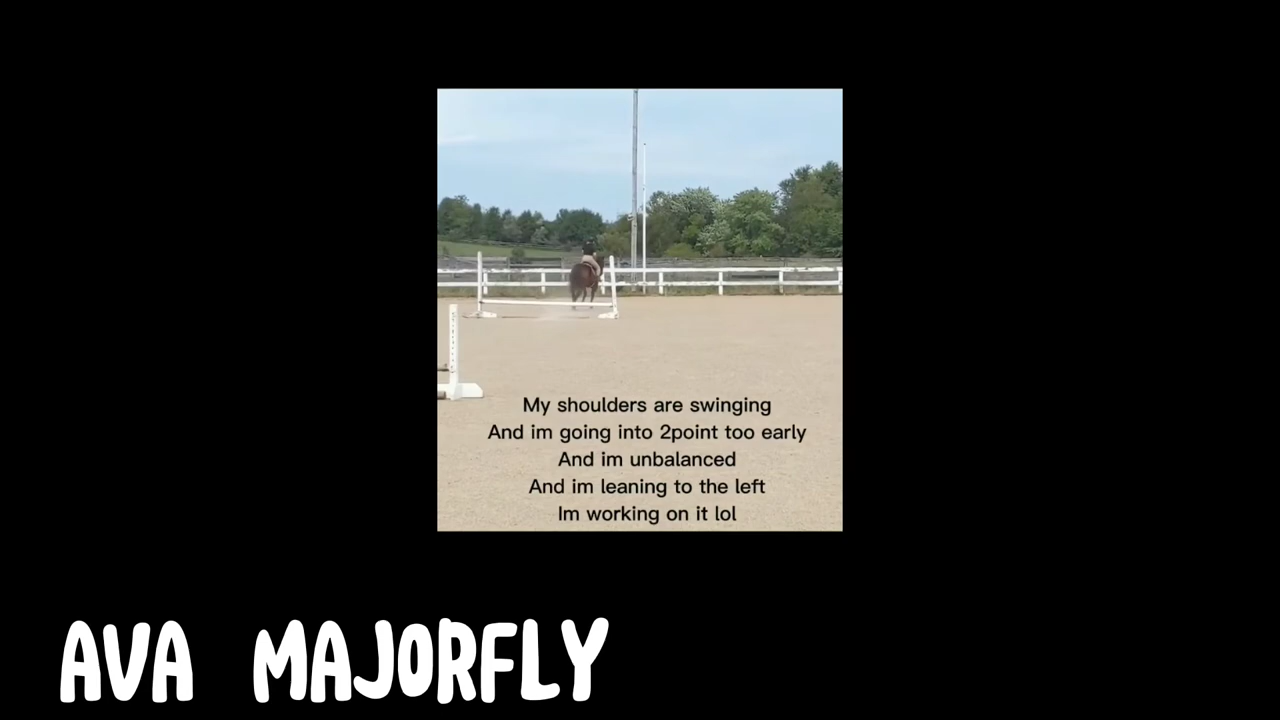 My shoulders are swinging
And im going into 2point too early
And im unbalanced
And im leaning to the left
Im working on it lol
AVA MAJORFLY